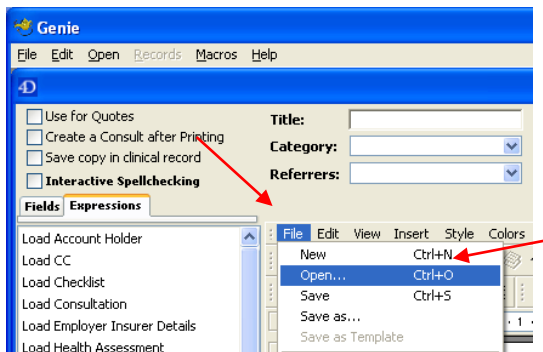 Genie
File Edit Open Records Macros Help
4D
Use for Quotes
Create a Consult after Printing
Save copy in clinical record
Interactive Spellchecking
Title:
Category:
Referrers:
Fields Expressions
Load Account Holder
Load CC
Load Checklist
Load Consultation
Load Employer Insurer Details
Load Health Assessment
File Edit View Insert Style Colors
New Ctrl+N
Open... Ctrl+O
Save Ctrl+S
Save as...
Save as Template
1